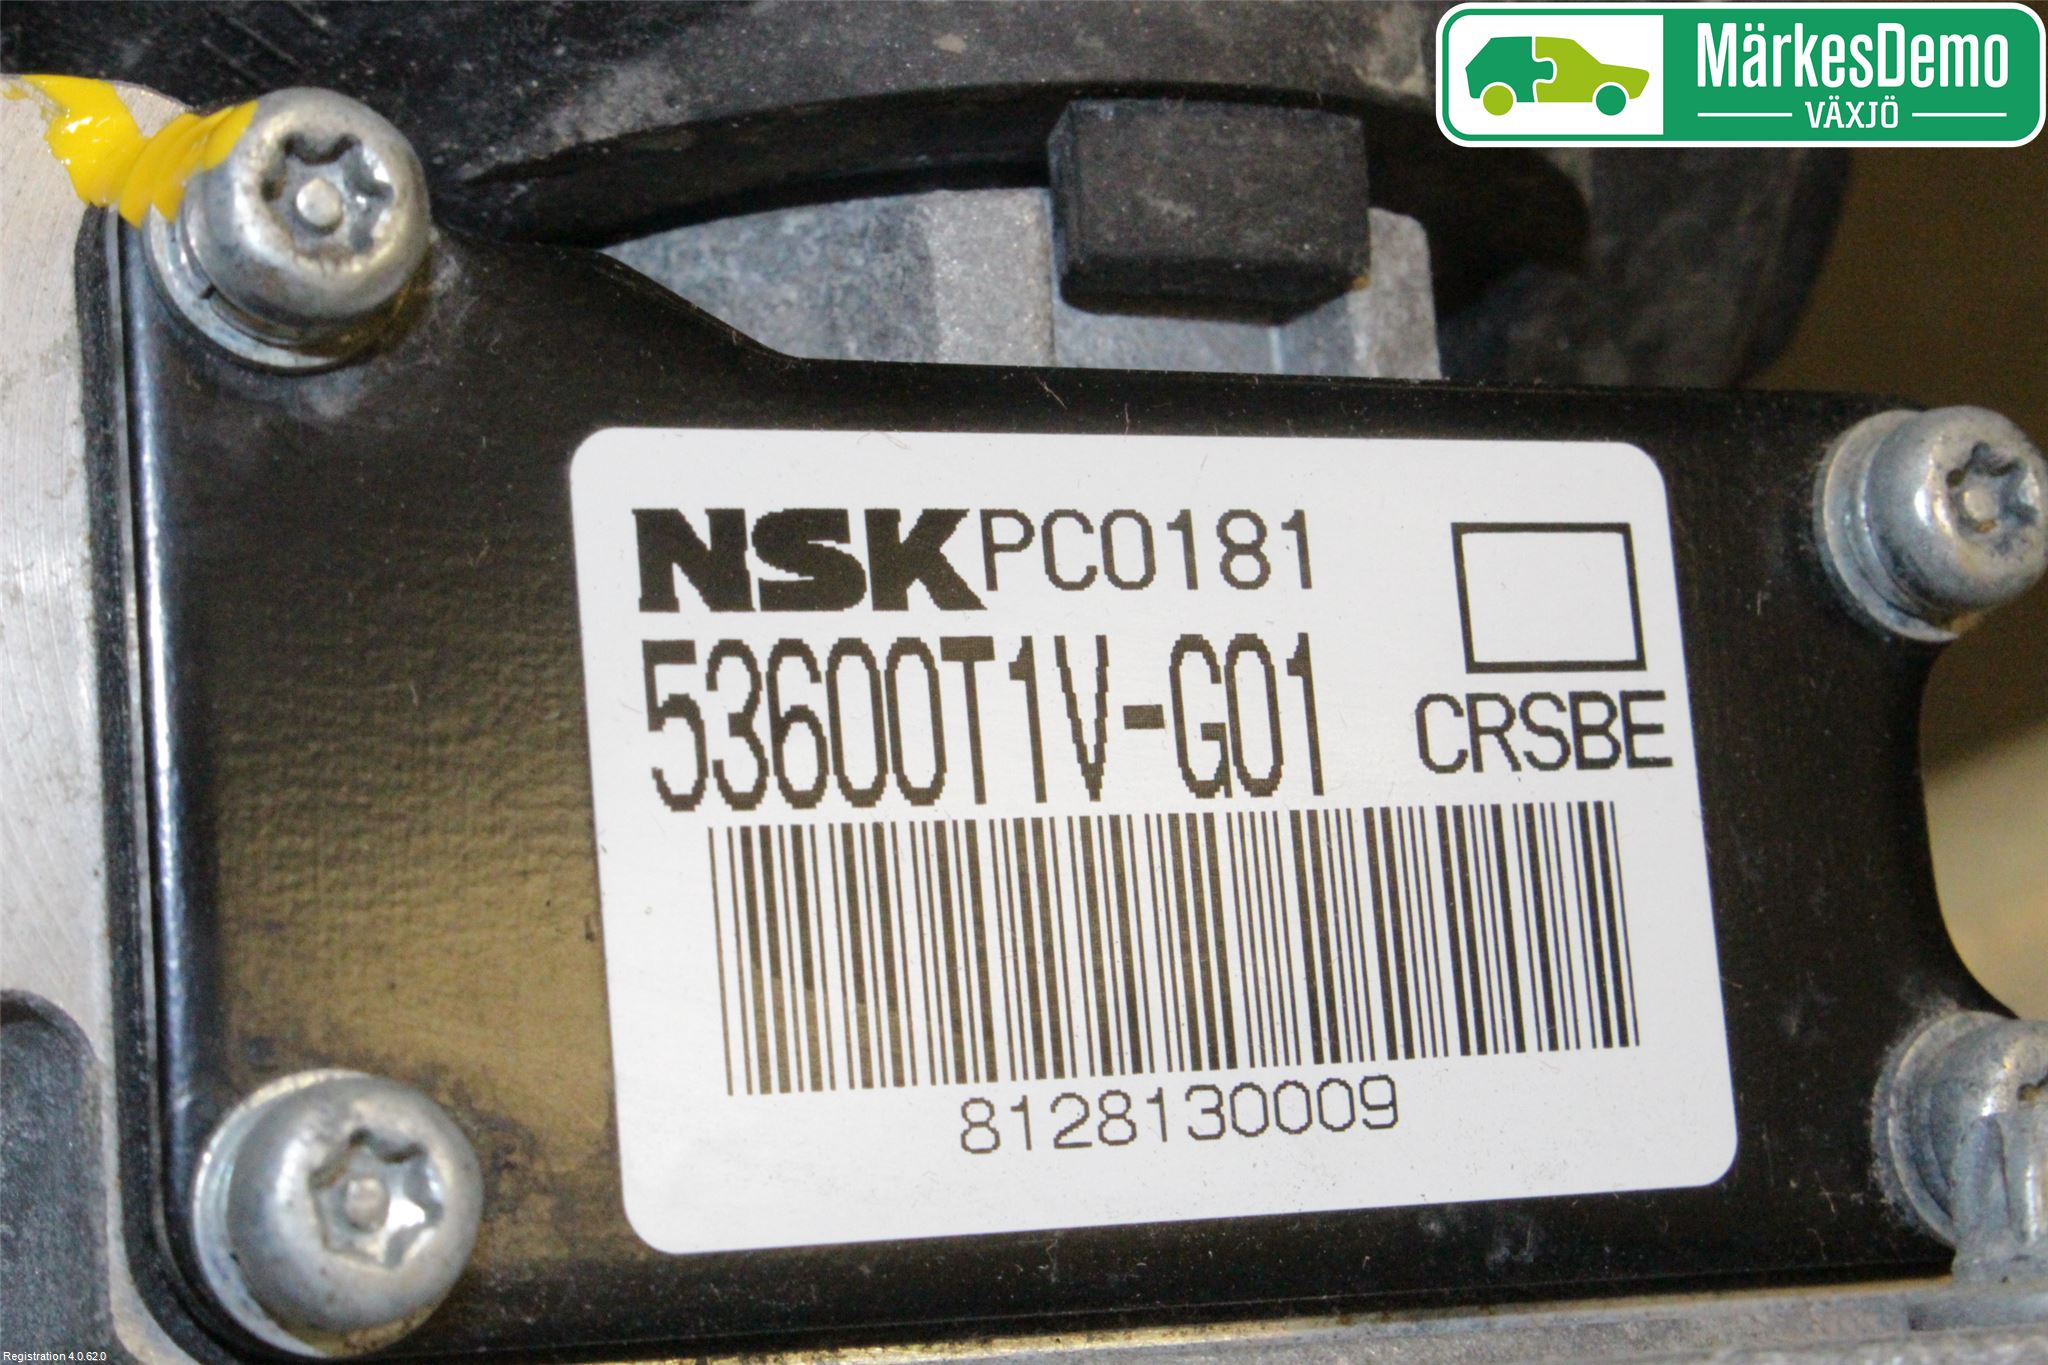 MärkesDemo
VÄXJÖ
NSK PC0181
53600T1V-G01
CRSBE
8128130009
Registration 4.0.62.0